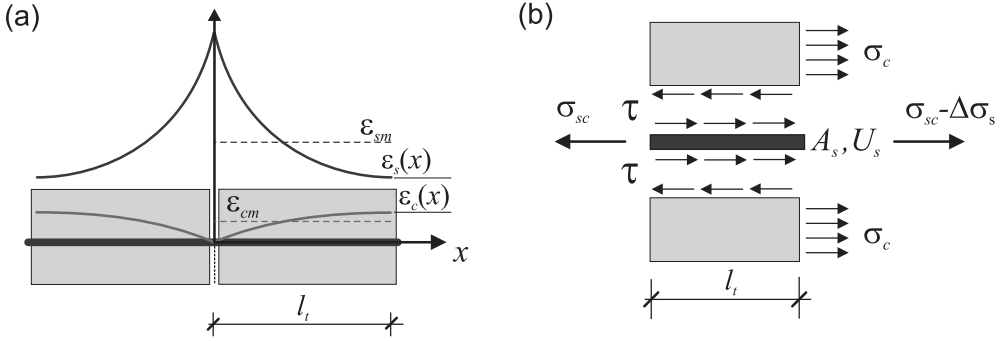 (a)
ε_sm
ε_s(x)
ε_cm
ε_c(x)
x
l_t
(b)
σ_c
σ_sc
τ
σ_sc-Δσ_s
A_s, U_s
τ
σ_c
l_t